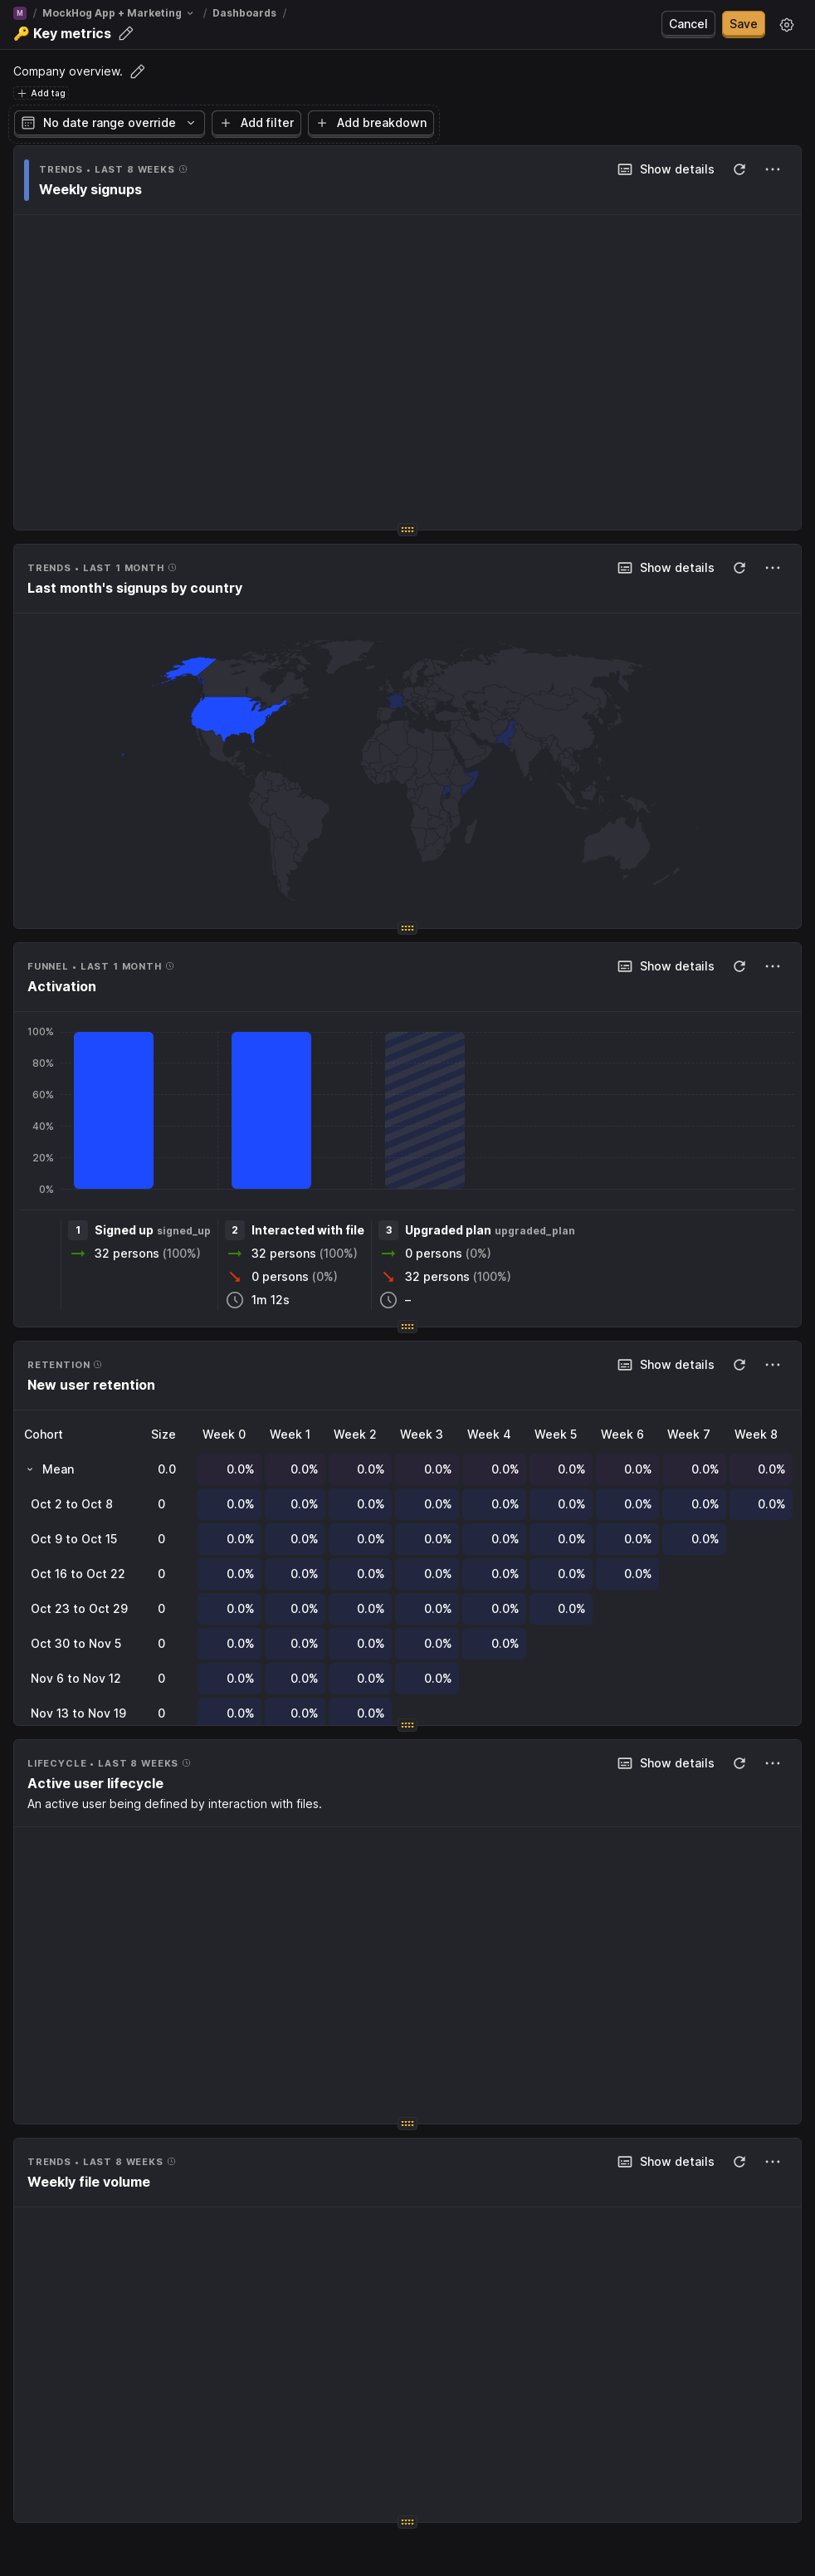 M / MockHog App + Marketing / Dashboards /
🔑 Key metrics
Cancel
Save
Company overview.
Add tag
No date range override
Add filter
Add breakdown
TRENDS • LAST 8 WEEKS
Show details
Weekly signups
TRENDS • LAST 1 MONTH
Show details
Last month's signups by country
FUNNEL • LAST 1 MONTH
Show details
Activation
100%
80%
60%
40%
20%
0%
1 Signed up signed_up
32 persons (100%)
2 Interacted with file
32 persons (100%)
0 persons (0%)
1m 12s
3 Upgraded plan upgraded_plan
0 persons (0%)
32 persons (100%)
–
RETENTION
Show details
New user retention
Cohort Size Week 0 Week 1 Week 2 Week 3 Week 4 Week 5 Week 6 Week 7 Week 8
Mean 0.0 0.0% 0.0% 0.0% 0.0% 0.0% 0.0% 0.0% 0.0% 0.0%
Oct 2 to Oct 8 0 0.0% 0.0% 0.0% 0.0% 0.0% 0.0% 0.0% 0.0% 0.0%
Oct 9 to Oct 15 0 0.0% 0.0% 0.0% 0.0% 0.0% 0.0% 0.0% 0.0%
Oct 16 to Oct 22 0 0.0% 0.0% 0.0% 0.0% 0.0% 0.0% 0.0%
Oct 23 to Oct 29 0 0.0% 0.0% 0.0% 0.0% 0.0% 0.0%
Oct 30 to Nov 5 0 0.0% 0.0% 0.0% 0.0% 0.0%
Nov 6 to Nov 12 0 0.0% 0.0% 0.0% 0.0%
Nov 13 to Nov 19 0 0.0% 0.0% 0.0%
LIFECYCLE • LAST 8 WEEKS
Show details
Active user lifecycle
An active user being defined by interaction with files.
TRENDS • LAST 8 WEEKS
Show details
Weekly file volume